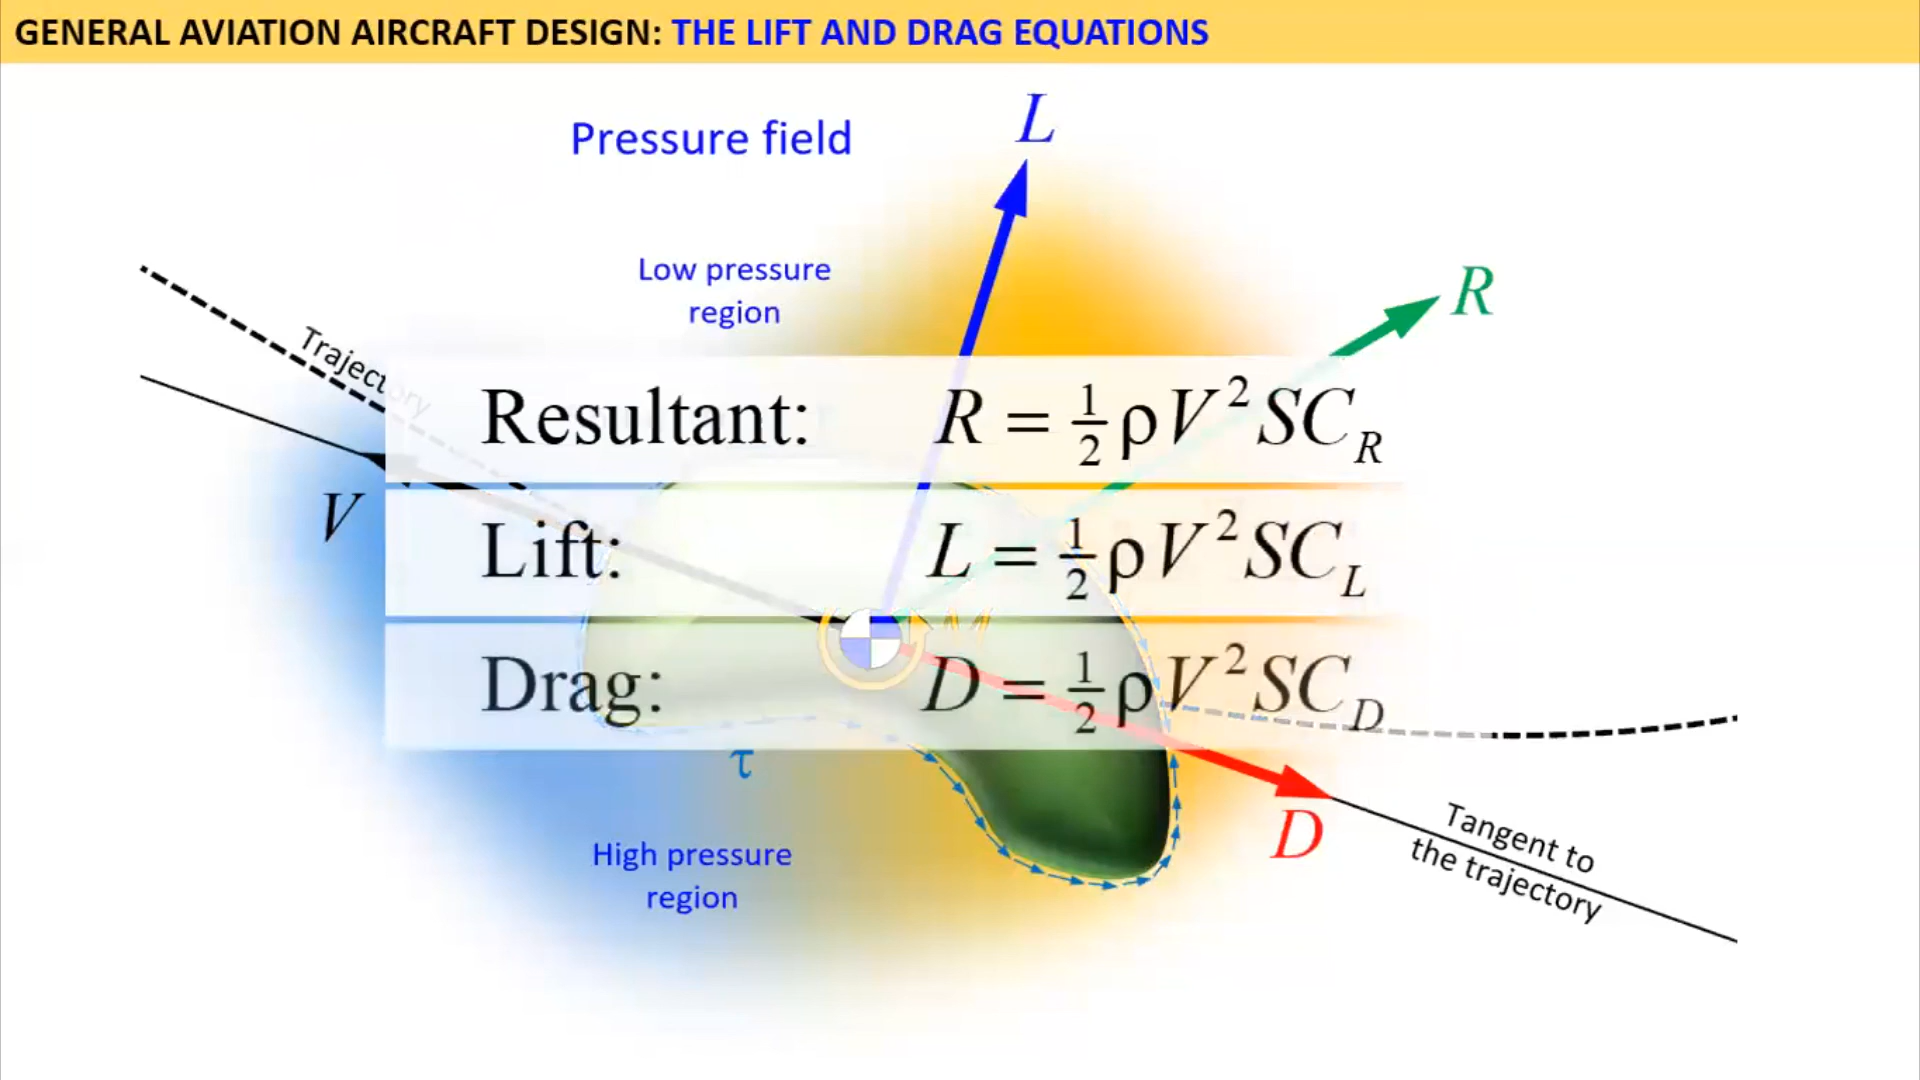 GENERAL AVIATION AIRCRAFT DESIGN: THE LIFT AND DRAG EQUATIONS
Pressure field
L
Low pressure
region
R
Trajectory
V
Resultant: R = ½ρV²SC_R
Lift: L = ½ρV²SC_L
M
Drag: D = ½ρV²SC_D
τ
D
High pressure
region
Tangent to
the trajectory